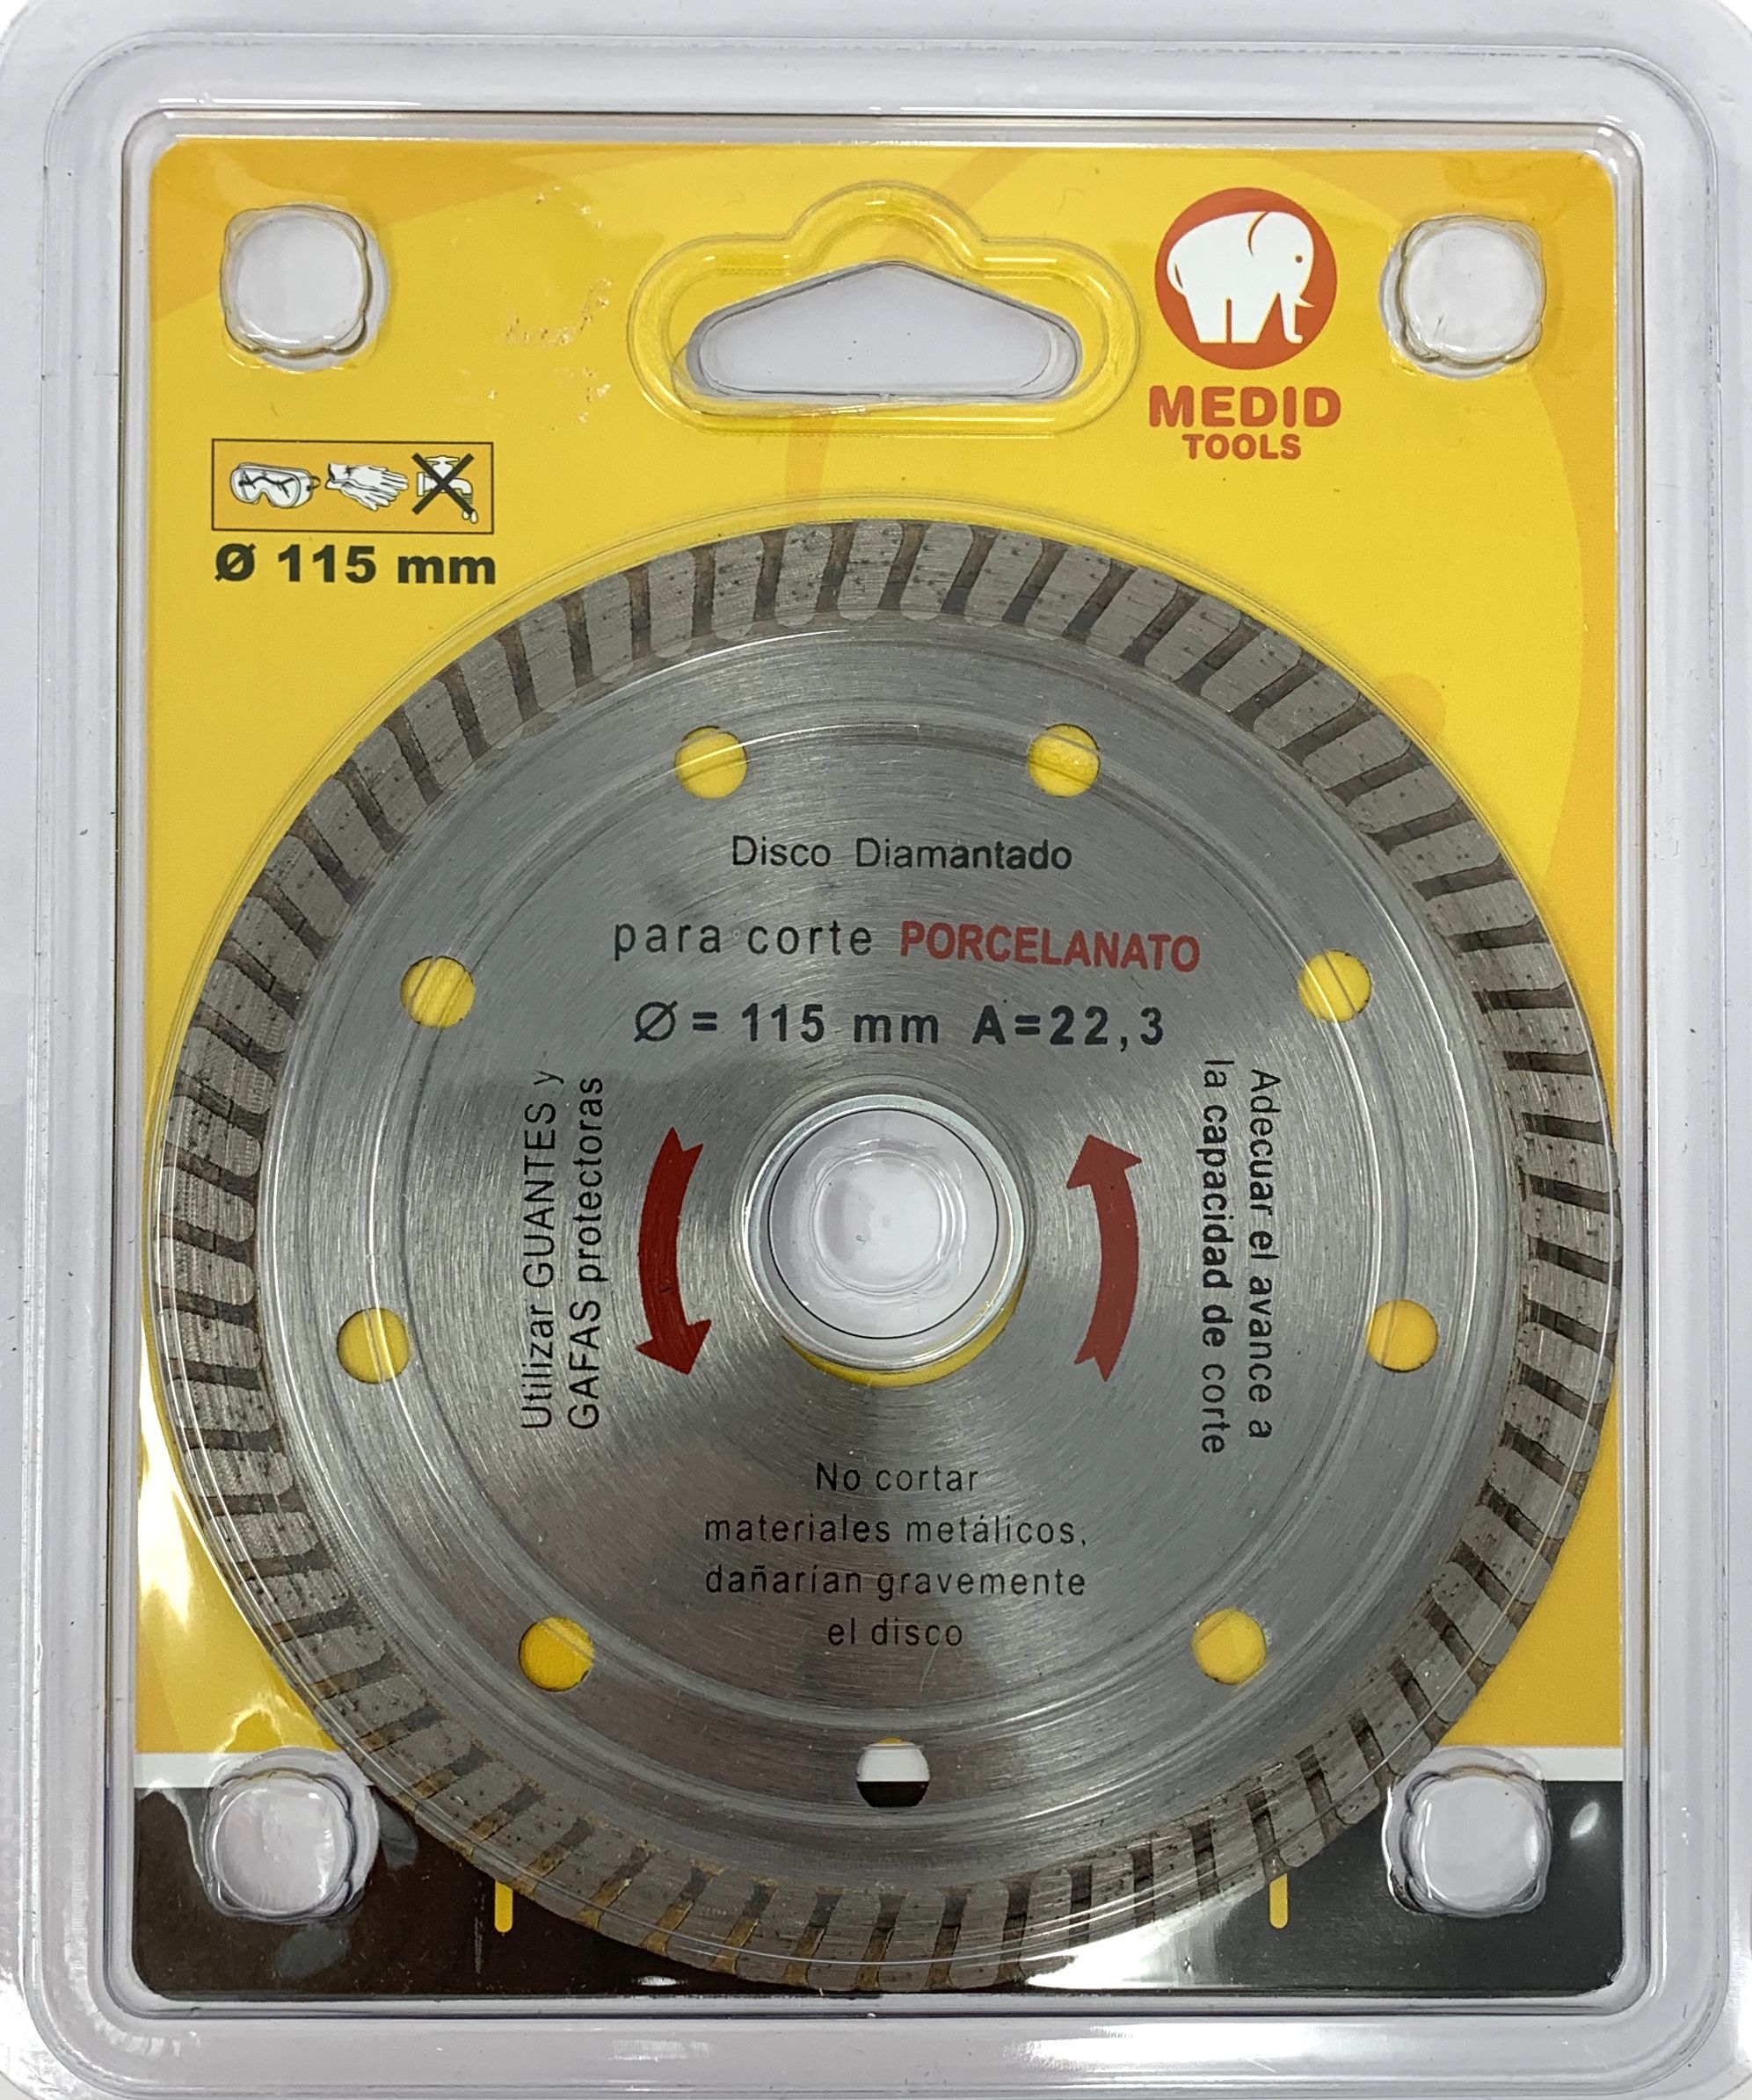 MEDID
TOOLS
Ø 115 mm
Disco Diamantado
para corte PORCELANATO
Ø = 115 mm A=22,3
Utilizar GUANTES y
GAFAS protectoras
Adecuar el avance a
la capacidad de corte
No cortar
materiales metálicos,
dañarían gravemente
el disco